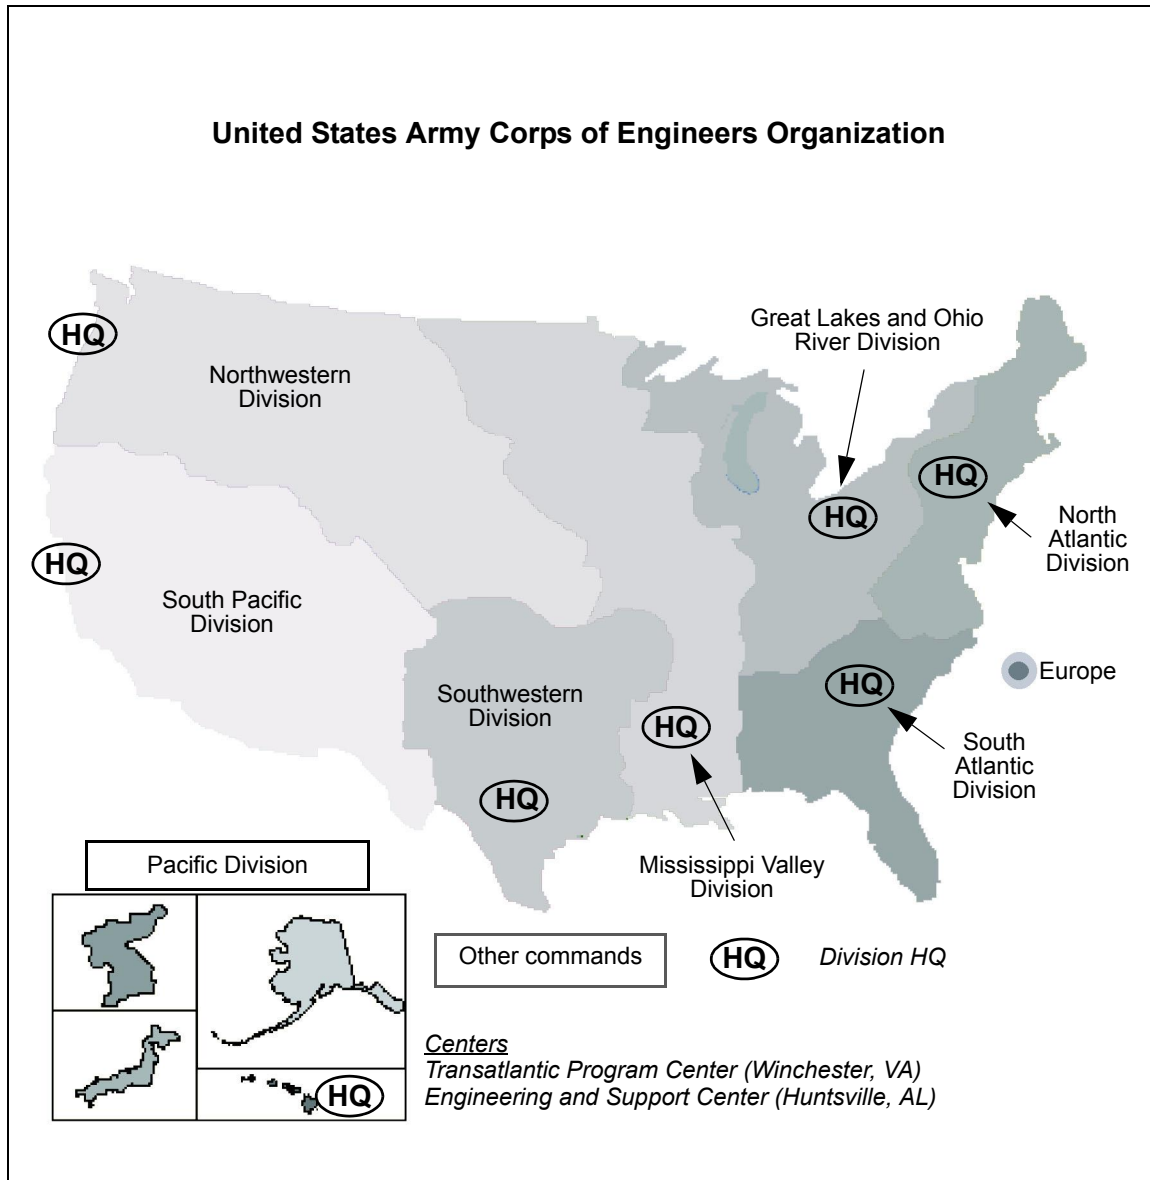 United States Army Corps of Engineers Organization
Great Lakes and Ohio
River Division
HQ
Northwestern
Division
HQ
HQ
North
Atlantic
Division
HQ
South Pacific
Division
Europe
HQ
Southwestern
Division
HQ
South
Atlantic
Division
HQ
Mississippi Valley
Division
Pacific Division
Other commands
HQ
Division HQ
Centers
Transatlantic Program Center (Winchester, VA)
Engineering and Support Center (Huntsville, AL)
HQ